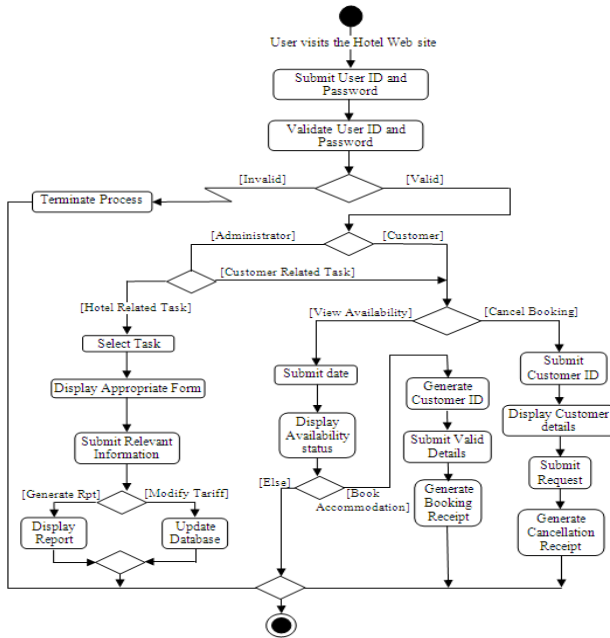 User visits the Hotel Web site
Submit User ID and
Password
Validate User ID and
Password
[Invalid]
[Valid]
Terminate Process
[Administrator]
[Customer]
[Customer Related Task]
[Hotel Related Task]
[View Availability]
[Cancel Booking]
Select Task
Submit date
Submit
Customer ID
Display Appropriate Form
Generate
Customer ID
Display Customer
details
Display
Availability
status
Submit Relevant
Information
Submit Valid
Details
Submit
Request
[Else]
[Book
Accommodation]
[Generate Rpt]
[Modify Tariff]
Generate
Booking
Receipt
Display
Report
Update
Database
Generate
Cancellation
Receipt